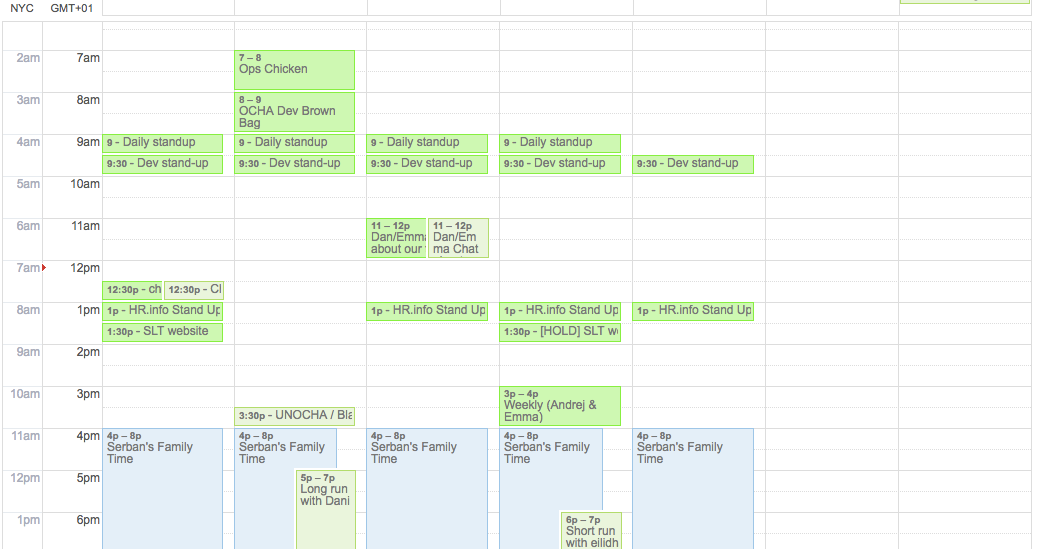 NYC GMT+01
2am 7am
7 – 8
Ops Chicken
3am 8am
8 – 9
OCHA Dev Brown
Bag
4am 9am
9 - Daily standup
9 - Daily standup
9 - Daily standup
9 - Daily standup
9:30 - Dev stand-up
9:30 - Dev stand-up
9:30 - Dev stand-up
9:30 - Dev stand-up
9:30 - Dev stand-up
5am 10am
6am 11am
11 – 12p
Dan/Emma
about our
11 – 12p
Dan/Em
ma Chat
7am 12pm
12:30p - ch
12:30p - Cl
8am 1pm
1p - HR.info Stand Up
1p - HR.info Stand Up
1p - HR.info Stand Up
1p - HR.info Stand Up
1:30p - SLT website
1:30p - [HOLD] SLT we
9am 2pm
10am 3pm
3p – 4p
Weekly (Andrej &
Emma)
3:30p - UNOCHA / Bla
11am 4pm
4p – 8p
Serban's Family
Time
4p – 8p
Serban's Family
Time
4p – 8p
Serban's Family
Time
4p – 8p
Serban's Family
Time
4p – 8p
Serban's Family
Time
12pm 5pm
5p – 7p
Long run
with Dani
1pm 6pm
6p – 7p
Short run
with eilidh